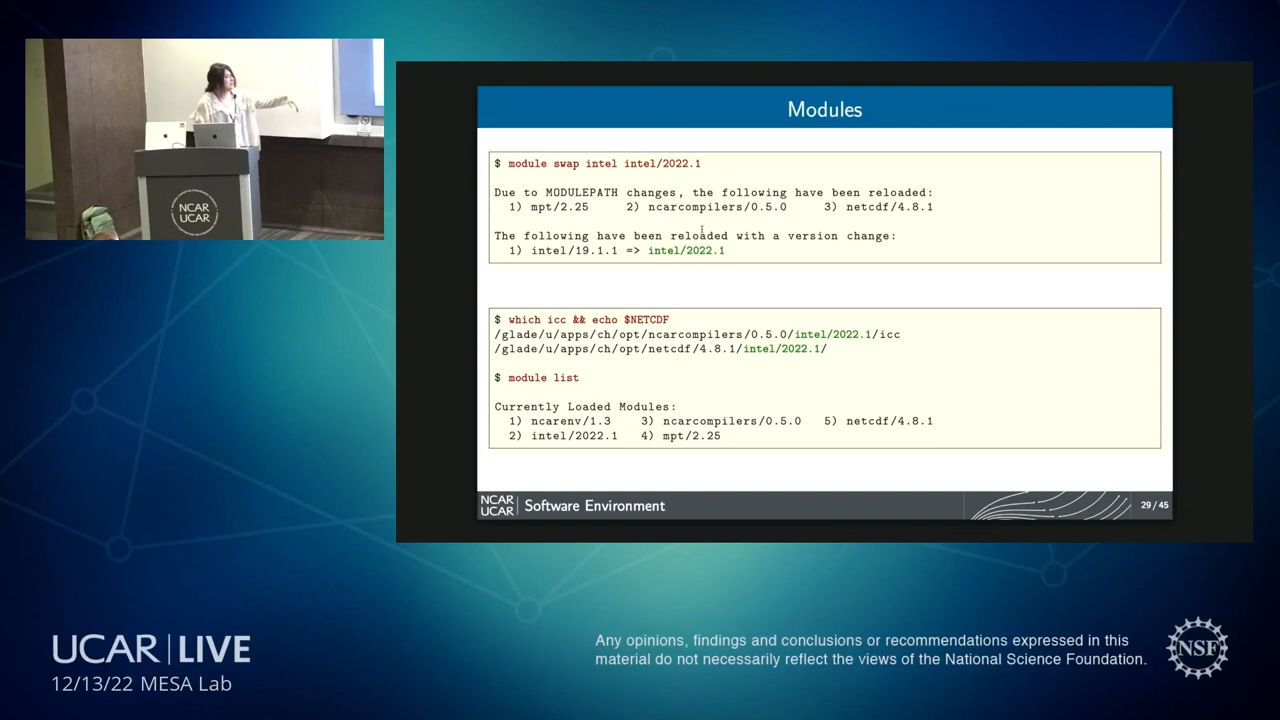 NCAR
UCAR
Modules
$ module swap intel intel/2022.1
Due to MODULEPATH changes, the following have been reloaded:
1) mpt/2.25 2) ncarcompilers/0.5.0 3) netcdf/4.8.1
The following have been reloaded with a version change:
1) intel/19.1.1 => intel/2022.1
$ which icc && echo $NETCDF
/glade/u/apps/ch/opt/ncarcompilers/0.5.0/intel/2022.1/icc
/glade/u/apps/ch/opt/netcdf/4.8.1/intel/2022.1/
$ module list
Currently Loaded Modules:
1) ncarenv/1.3 3) ncarcompilers/0.5.0 5) netcdf/4.8.1
2) intel/2022.1 4) mpt/2.25
NCAR
UCAR
Software Environment
29 / 45
UCAR | LIVE
12/13/22 MESA Lab
Any opinions, findings and conclusions or recommendations expressed in this
material do not necessarily reflect the views of the National Science Foundation.
NSF